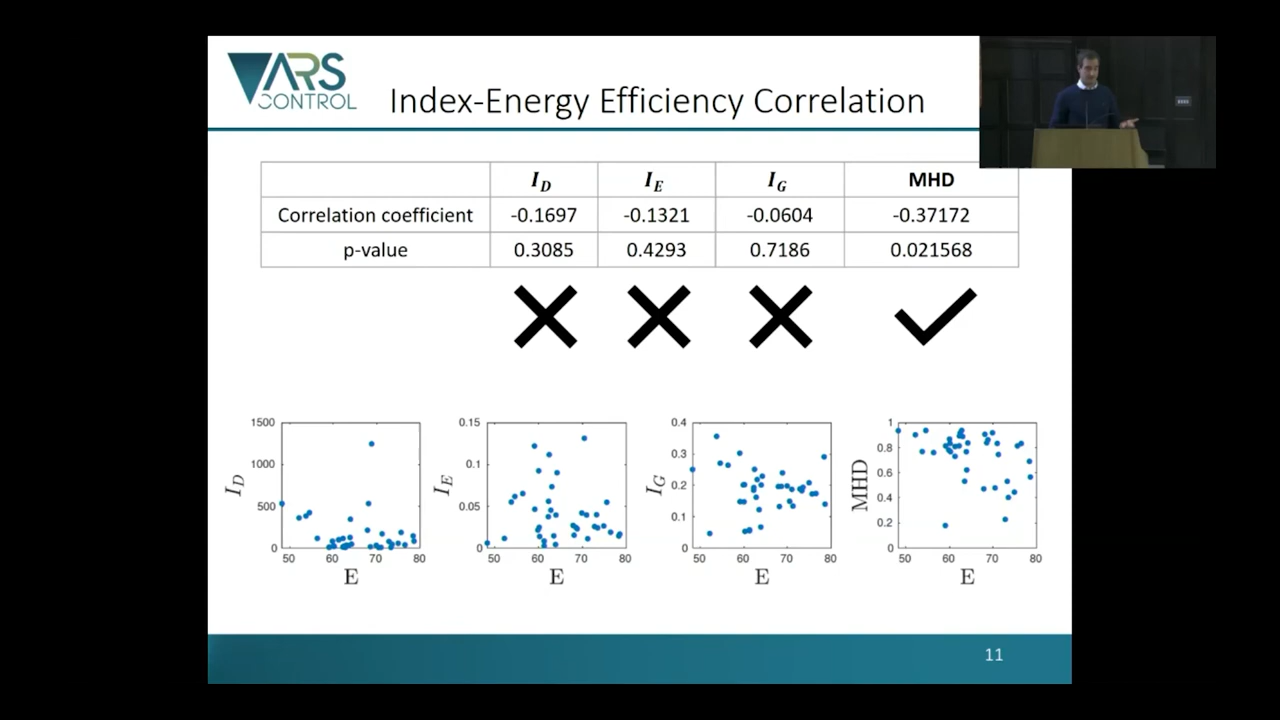 VARS
CONTROL
Index-Energy Efficiency Correlation
I_D I_E I_G MHD
Correlation coefficient -0.1697 -0.1321 -0.0604 -0.37172
p-value 0.3085 0.4293 0.7186 0.021568
1500
1000
500
0
I_D
50 60 70 80
E
0.15
0.1
0.05
0
I_E
50 60 70 80
E
0.4
0.3
0.2
0.1
0
I_G
50 60 70 80
E
1
0.8
0.6
0.4
0.2
0
MHD
50 60 70 80
E
11